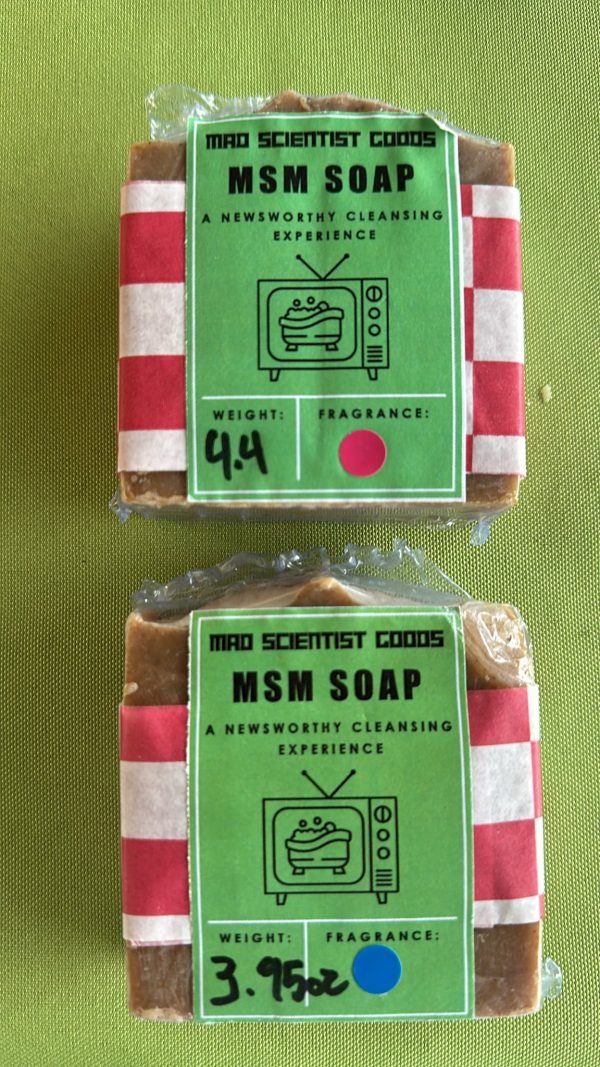 MAD SCIENTIST GOODS
MSM SOAP
A NEWSWORTHY CLEANSING
EXPERIENCE
WEIGHT: FRAGRANCE:
4.4
MAD SCIENTIST GOODS
MSM SOAP
A NEWSWORTHY CLEANSING
EXPERIENCE
WEIGHT: FRAGRANCE:
3.95oz